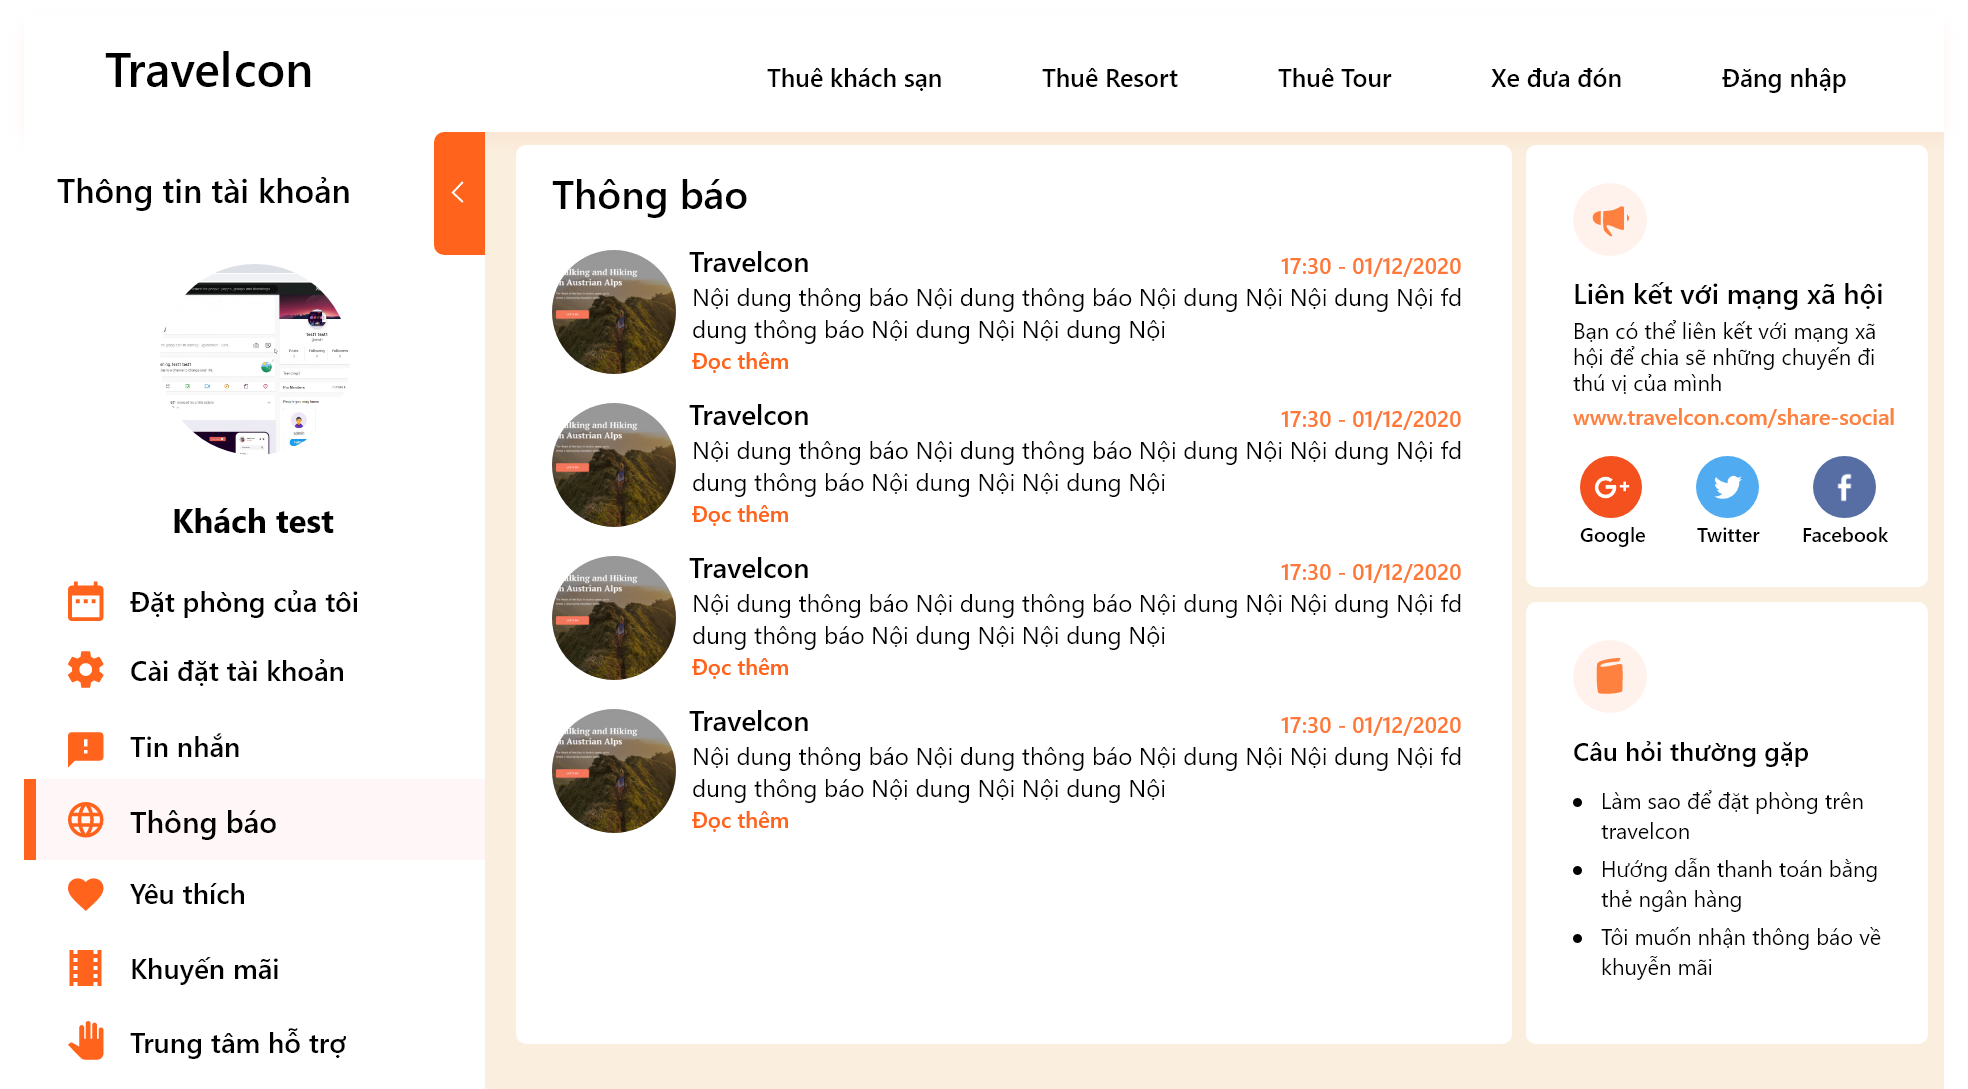 Travelcon
Thuê khách sạn
Thuê Resort
Thuê Tour
Xe đưa đón
Đăng nhập
Thông tin tài khoản
Khách test
Đặt phòng của tôi
Cài đặt tài khoản
Tin nhắn
Thông báo
Yêu thích
Khuyến mãi
Trung tâm hỗ trợ
Thông báo
Travelcon
17:30 - 01/12/2020
Nội dung thông báo Nội dung thông báo Nội dung Nội Nội dung Nội fd
dung thông báo Nội dung Nội Nội dung Nội
Đọc thêm
Travelcon
17:30 - 01/12/2020
Nội dung thông báo Nội dung thông báo Nội dung Nội Nội dung Nội fd
dung thông báo Nội dung Nội Nội dung Nội
Đọc thêm
Travelcon
17:30 - 01/12/2020
Nội dung thông báo Nội dung thông báo Nội dung Nội Nội dung Nội fd
dung thông báo Nội dung Nội Nội dung Nội
Đọc thêm
Travelcon
17:30 - 01/12/2020
Nội dung thông báo Nội dung thông báo Nội dung Nội Nội dung Nội fd
dung thông báo Nội dung Nội Nội dung Nội
Đọc thêm
Liên kết với mạng xã hội
Bạn có thể liên kết với mạng xã
hội để chia sẽ những chuyến đi
thú vị của mình
www.travelcon.com/share-social
Google
Twitter
Facebook
Câu hỏi thường gặp
Làm sao để đặt phòng trên
travelcon
Hướng dẫn thanh toán bằng
thẻ ngân hàng
Tôi muốn nhận thông báo về
khuyễn mãi